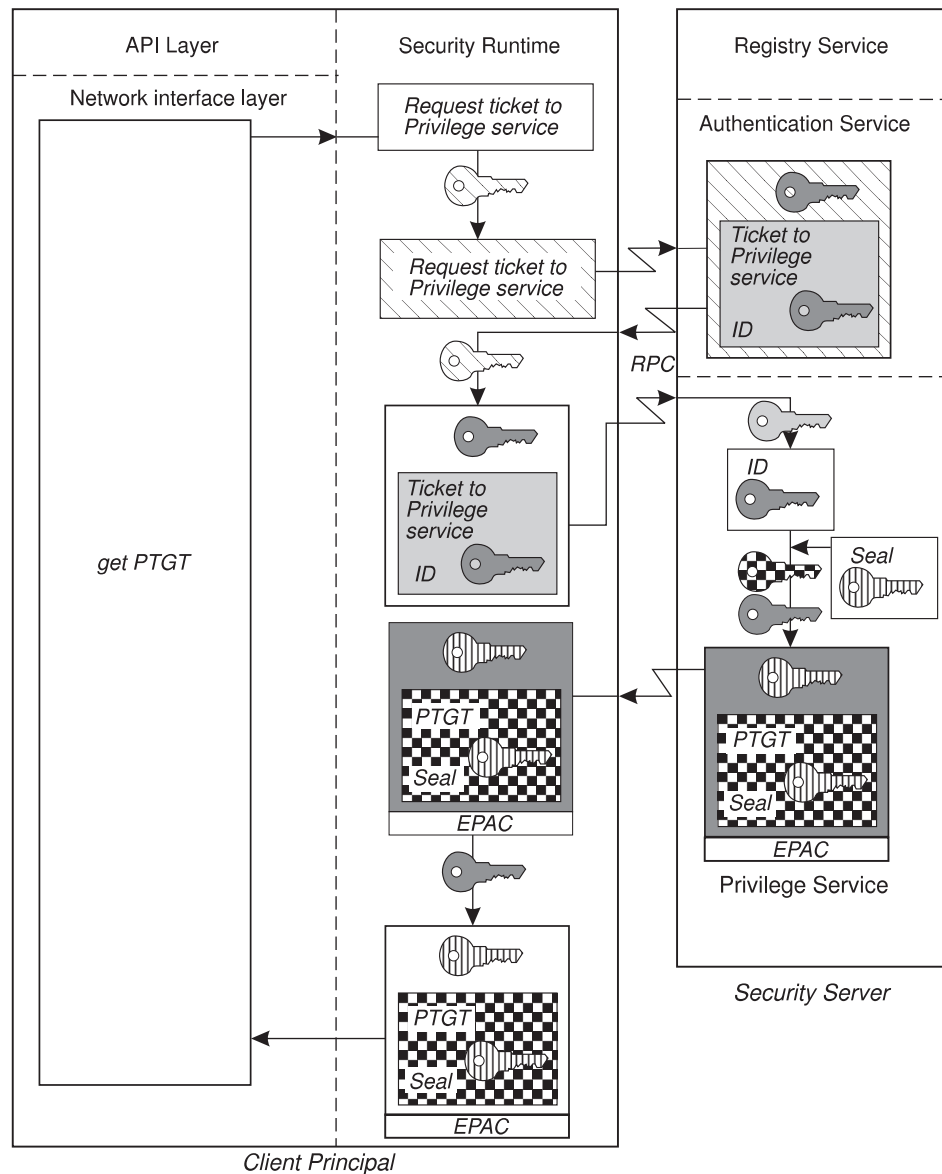 API Layer
Security Runtime
Registry Service
Network interface layer
Request ticket to
Privilege service
Authentication Service
Request ticket to
Privilege service
Ticket to
Privilege
service
ID
RPC
Ticket to
Privilege
service
ID
ID
Seal
get PTGT
PTGT
Seal
EPAC
PTGT
Seal
EPAC
Privilege Service
PTGT
Seal
EPAC
Security Server
Client Principal